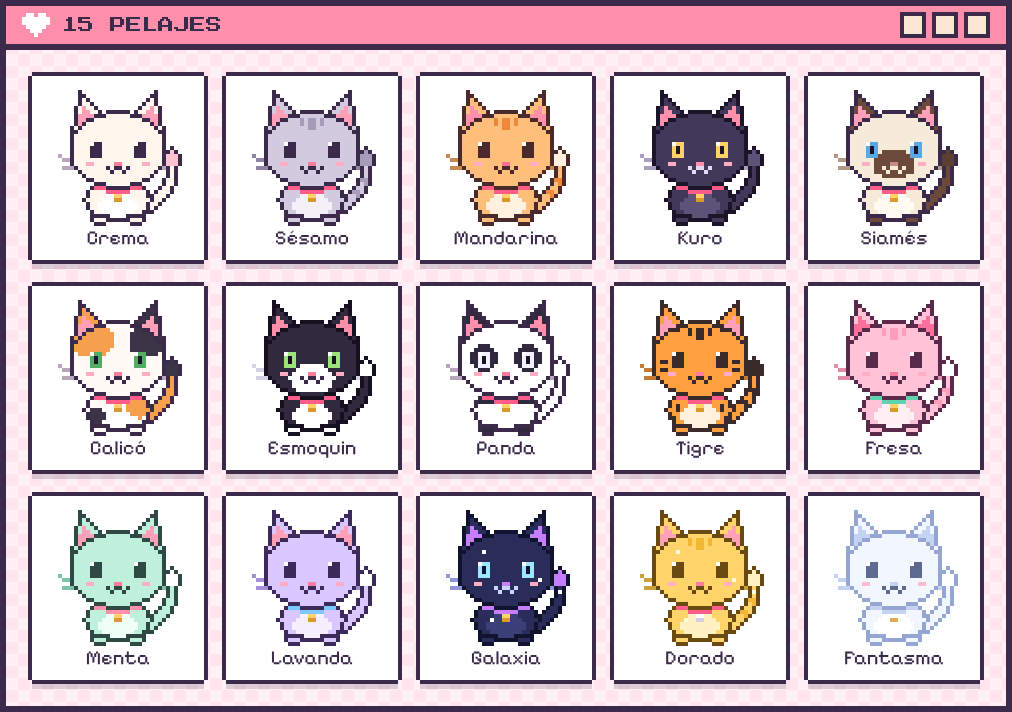 15 PELAJES
Crema
Sésamo
Mandarina
Kuro
Siamés
Calicó
Esmoquin
Panda
Tigre
Fresa
Menta
Lavanda
Galaxia
Dorado
Fantasma